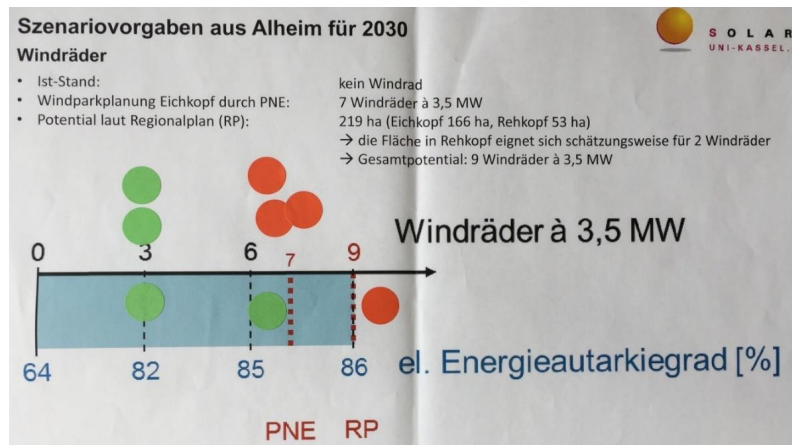 Szenariovorgaben aus Alheim für 2030
SOLAR
UNI-KASSEL.
Windräder
• Ist-Stand: kein Windrad
• Windparkplanung Eichkopf durch PNE: 7 Windräder à 3,5 MW
• Potential laut Regionalplan (RP): 219 ha (Eichkopf 166 ha, Rehkopf 53 ha)
→ die Fläche in Rehkopf eignet sich schätzungsweise für 2 Windräder
→ Gesamtpotential: 9 Windräder à 3,5 MW
Windräder à 3,5 MW
0 3 6 7 9
64 82 85 86 el. Energieautarkiegrad [%]
PNE RP